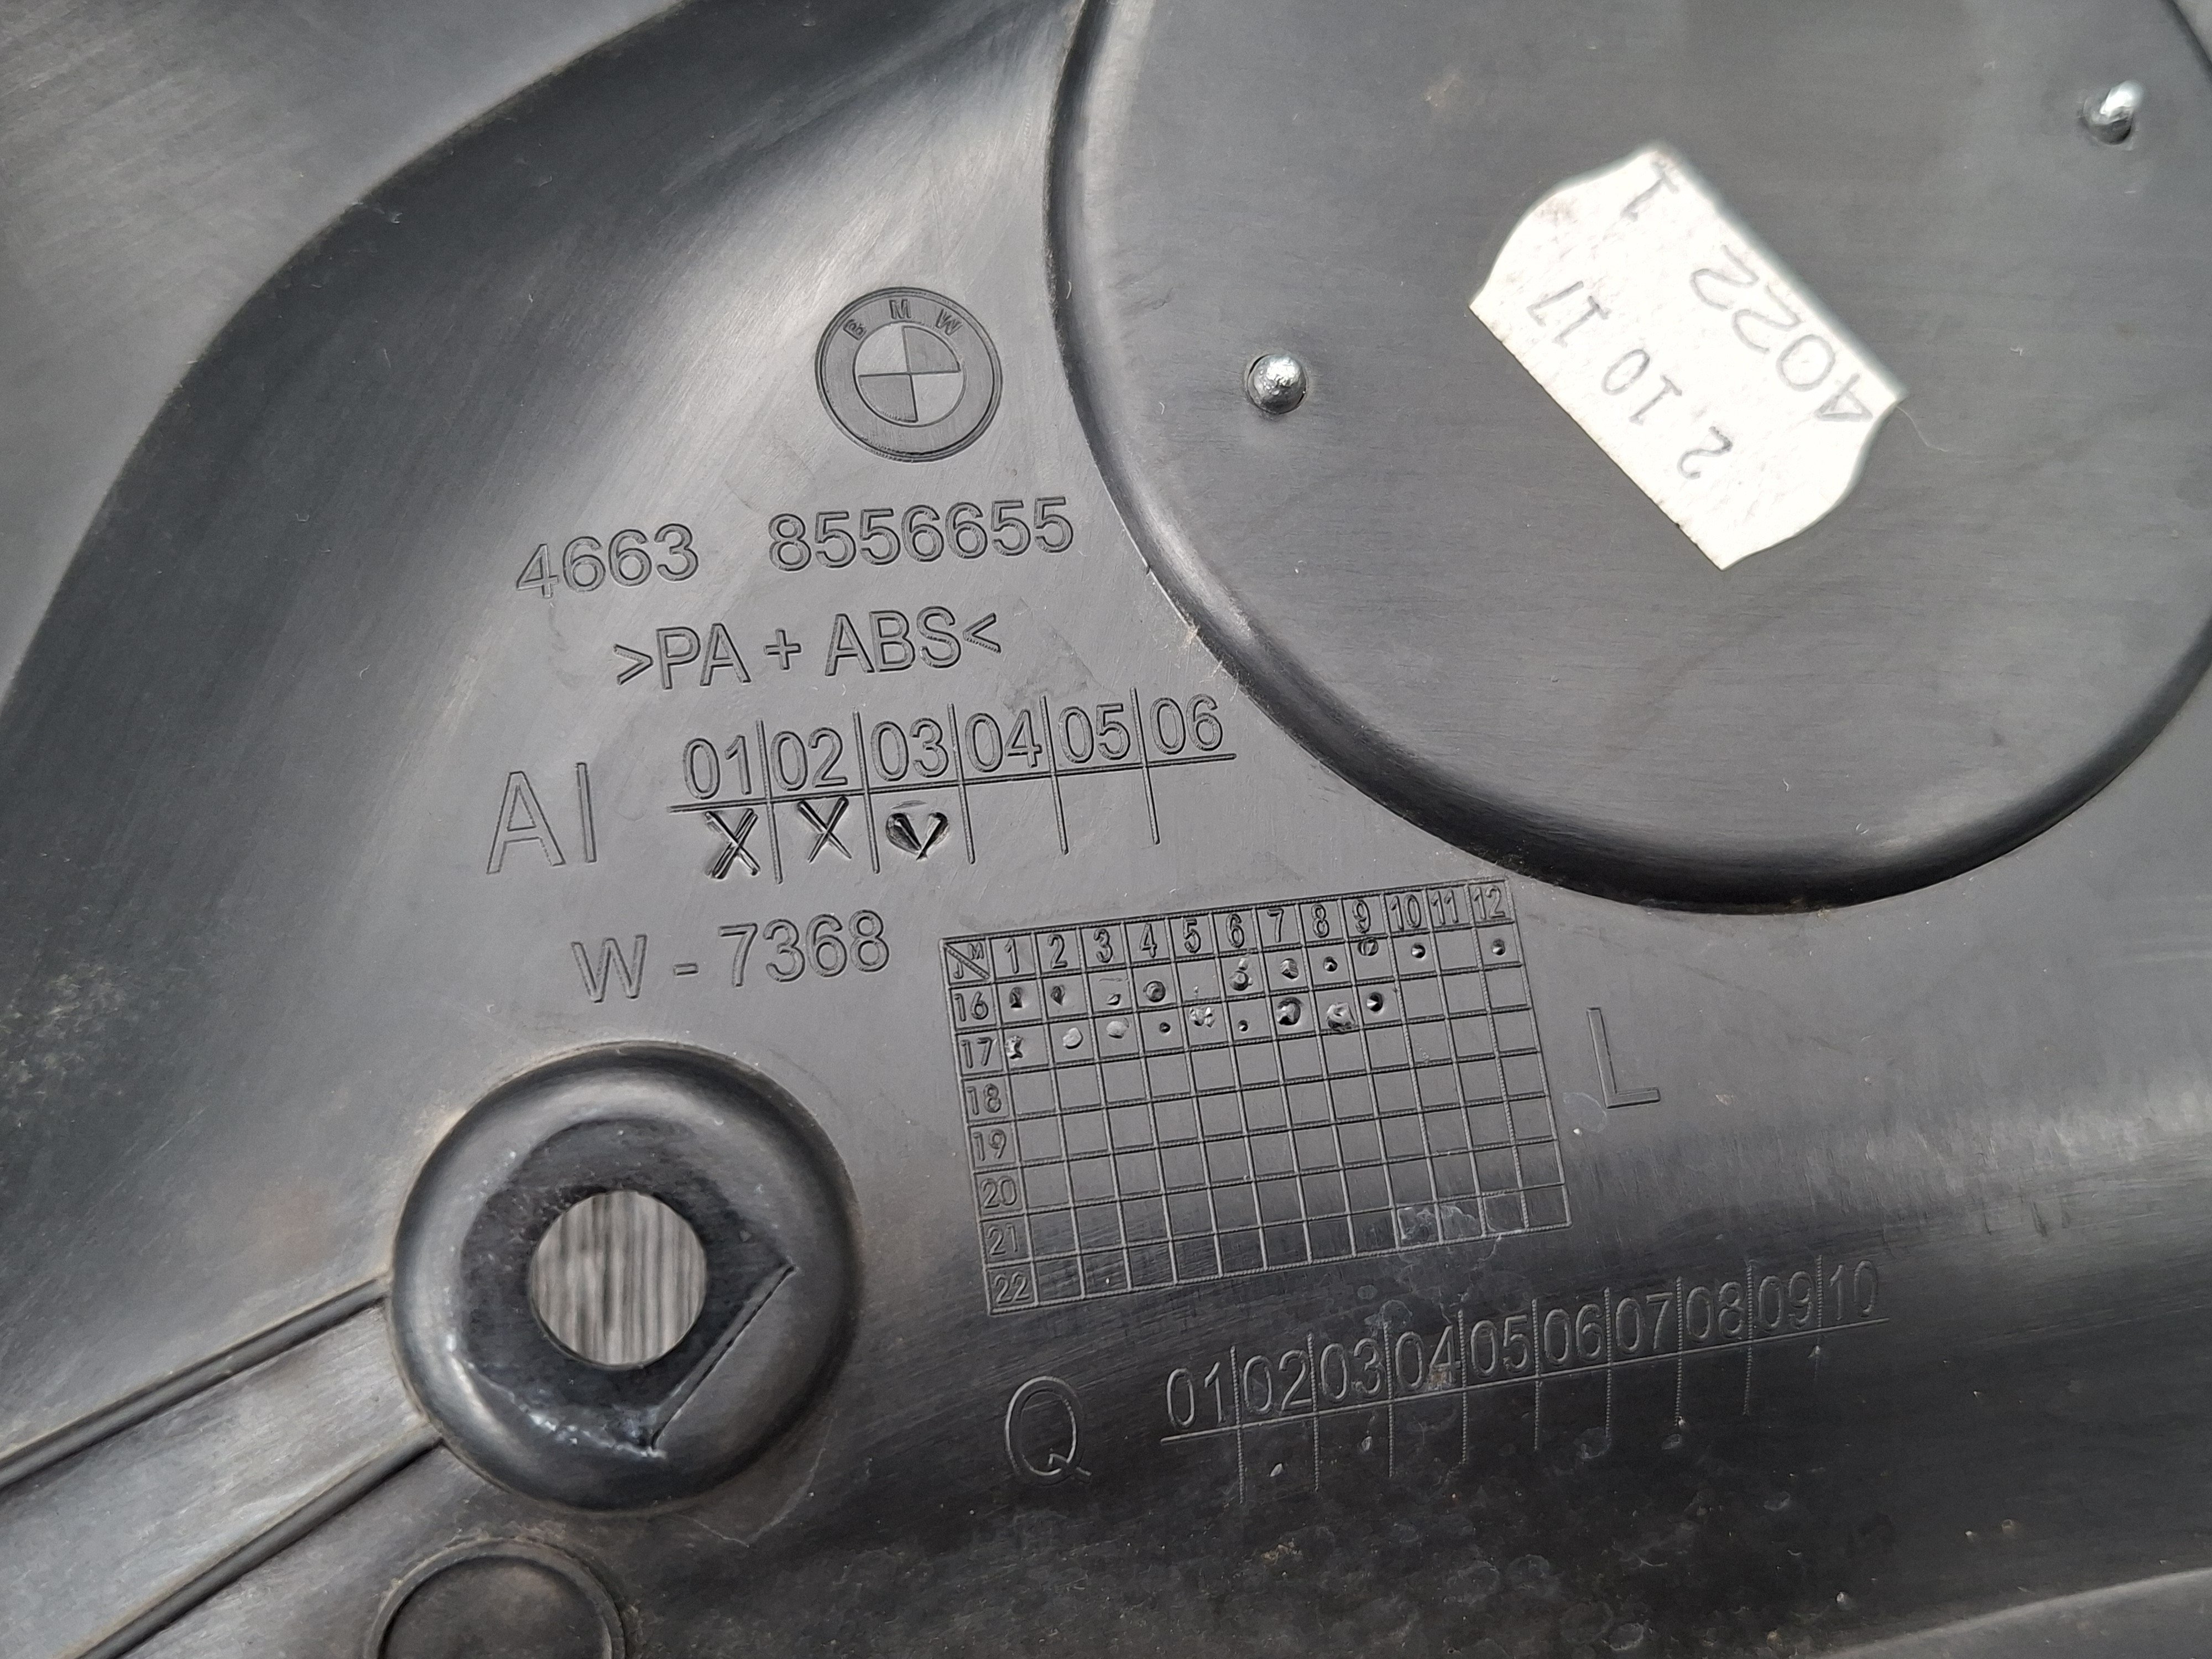 BMW
4663 8556655
>PA + ABS<
AI 01 02 03 04 05 06
X X
W - 7368
J M 1 2 3 4 5 6 7 8 9 10 11 12
16
17
18
19
20
21
22
L
Q 01 02 03 04 05 06 07 08 09 10
4022 1
2.10 17